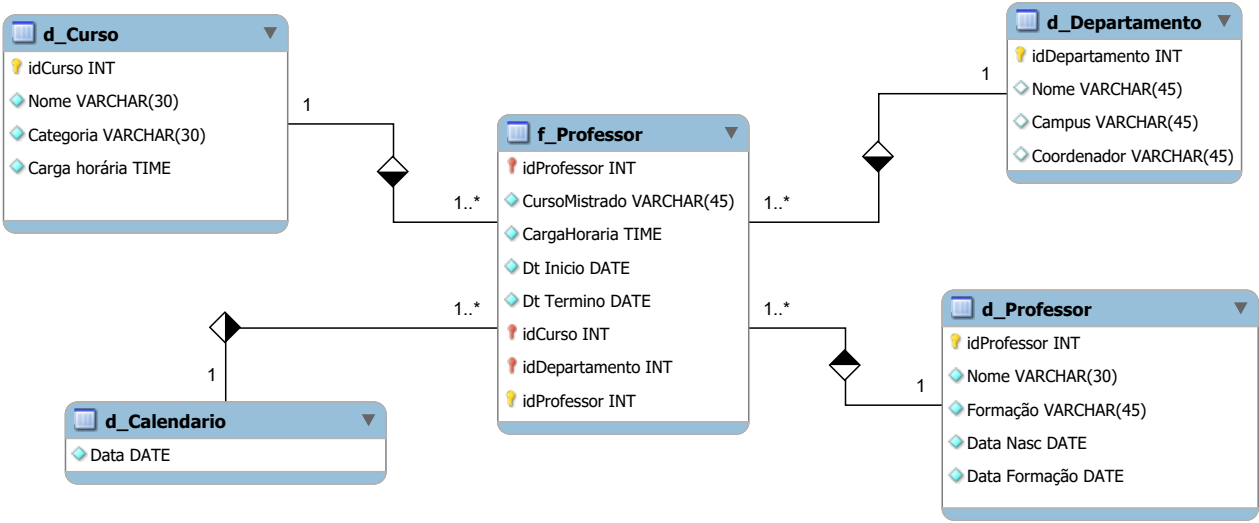 d_Curso
idCurso INT
Nome VARCHAR(30)
Categoria VARCHAR(30)
Carga horária TIME
1
1..*
d_Departamento
idDepartamento INT
Nome VARCHAR(45)
Campus VARCHAR(45)
Coordenador VARCHAR(45)
1
1..*
f_Professor
idProfessor INT
CursoMistrado VARCHAR(45)
CargaHoraria TIME
Dt Inicio DATE
Dt Termino DATE
idCurso INT
idDepartamento INT
idProfessor INT
1..*
1
d_Calendario
Data DATE
1..*
1
d_Professor
idProfessor INT
Nome VARCHAR(30)
Formação VARCHAR(45)
Data Nasc DATE
Data Formação DATE